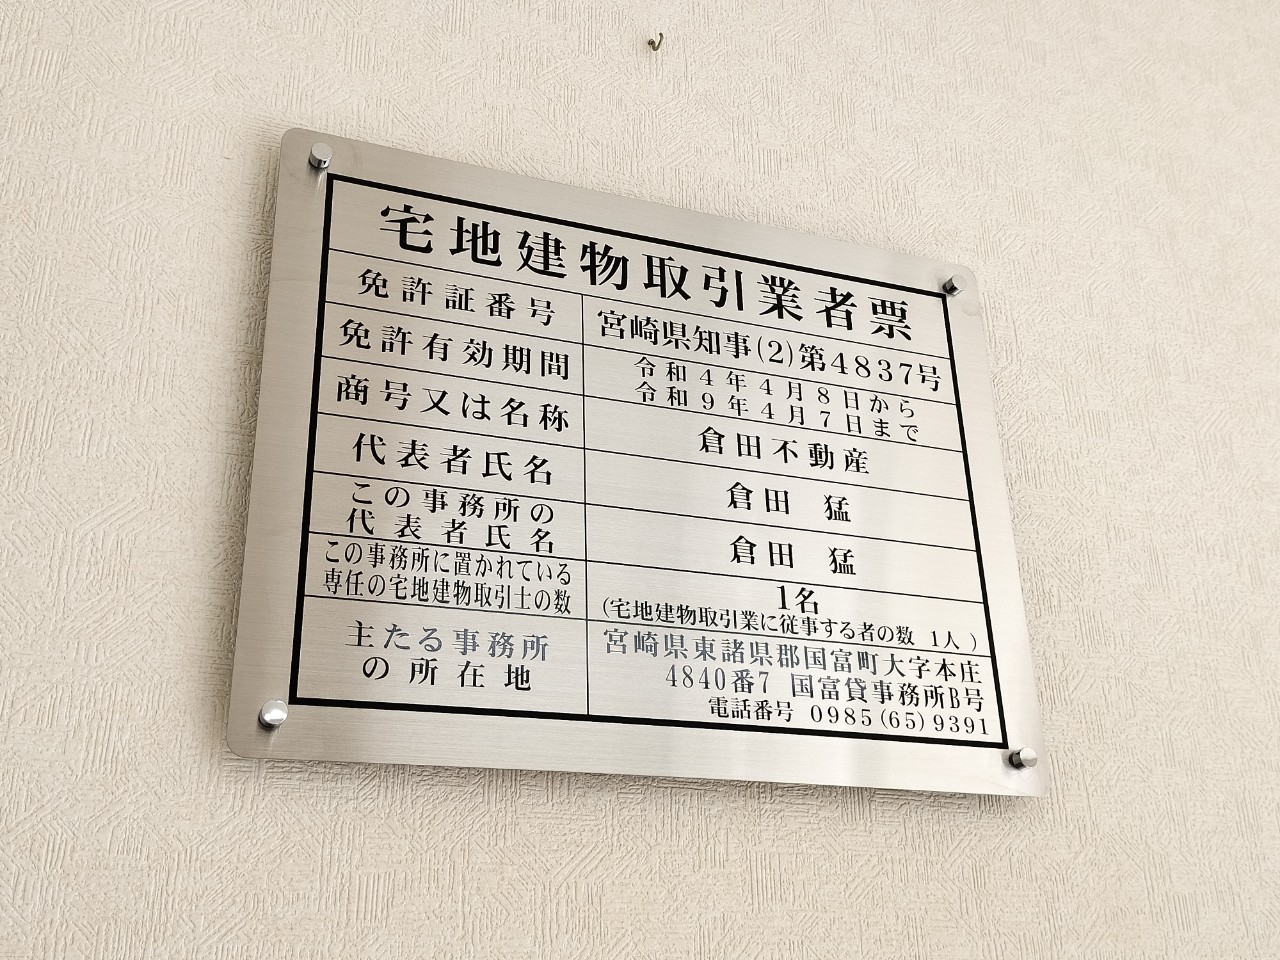 宅地建物取引業者票
免許証番号
宮崎県知事(2)第4837号
免許有効期間
令和4年4月8日から
令和9年4月7日まで
商号又は名称
倉田不動産
代表者氏名
倉田 猛
この事務所の
代表者氏名
倉田 猛
この事務所に置かれている
専任の宅地建物取引士の数
1名
(宅地建物取引業に従事する者の数 1人)
主たる事務所
の所在地
宮崎県東諸県郡国富町大字本庄
4840番7 国富貸事務所B号
電話番号 0985(65)9391